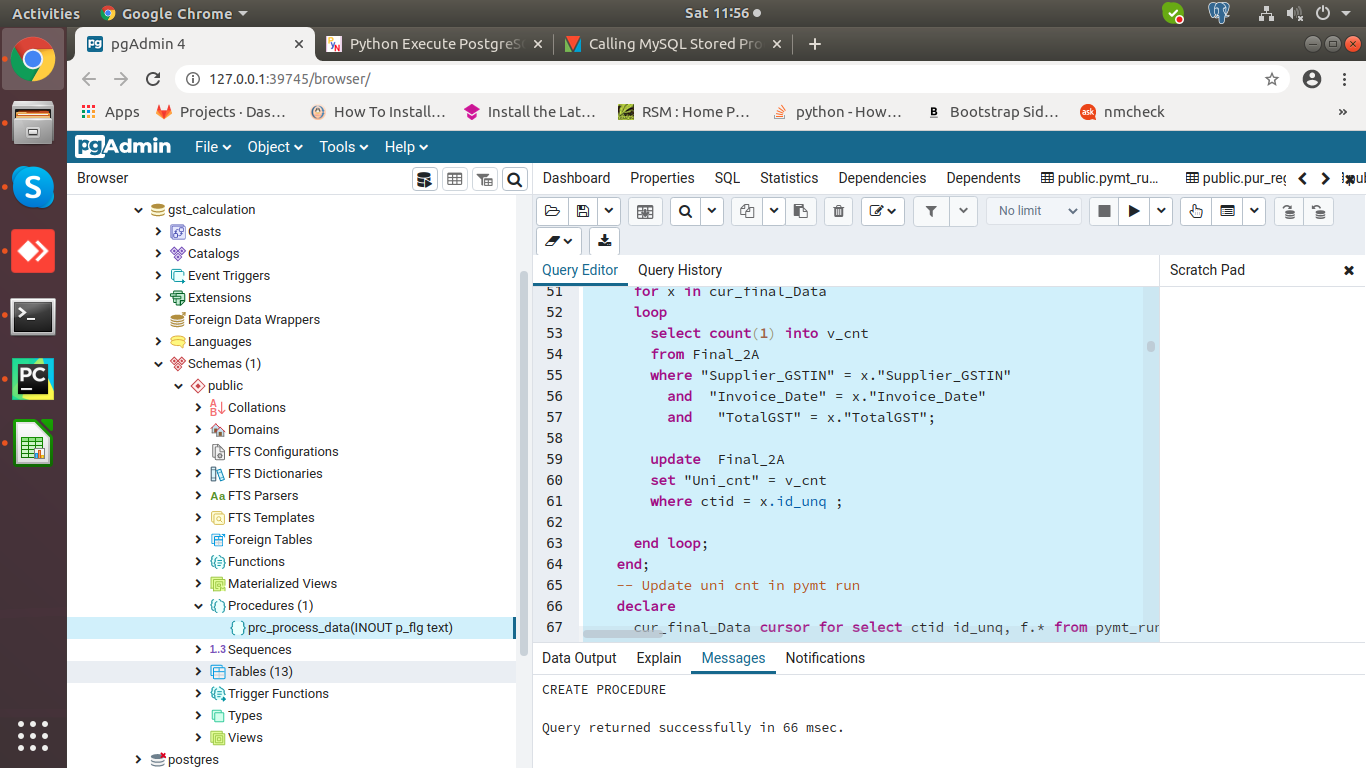 Activities Google Chrome Sat 11:56
pgAdmin 4 Python Execute PostgreS Calling MySQL Stored Pro
127.0.0.1:39745/browser/
Apps Projects · Das... How To Install... Install the Lat... RSM : Home P... python - How... B Bootstrap Sid... ask nmcheck »
pgAdmin File Object Tools Help
Browser
Dashboard Properties SQL Statistics Dependencies Dependents public.pymt_ru... public.pur_reg
No limit
Query Editor Query History Scratch Pad
gst_calculation
Casts
Catalogs
Event Triggers
Extensions
Foreign Data Wrappers
Languages
Schemas (1)
public
Collations
Domains
FTS Configurations
FTS Dictionaries
Aa FTS Parsers
FTS Templates
Foreign Tables
Functions
Materialized Views
Procedures (1)
prc_process_data(INOUT p_flg text)
1..3 Sequences
Tables (13)
Trigger Functions
Types
Views
postgres
51 for x in cur_final_Data
52 loop
53 select count(1) into v_cnt
54 from Final_2A
55 where "Supplier_GSTIN" = x."Supplier_GSTIN"
56 and "Invoice_Date" = x."Invoice_Date"
57 and "TotalGST" = x."TotalGST";
58
59 update Final_2A
60 set "Uni_cnt" = v_cnt
61 where ctid = x.id_unq ;
62
63 end loop;
64 end;
65 -- Update uni cnt in pymt run
66 declare
67 cur_final_Data cursor for select ctid id_unq, f.* from pymt_run
Data Output Explain Messages Notifications
CREATE PROCEDURE
Query returned successfully in 66 msec.